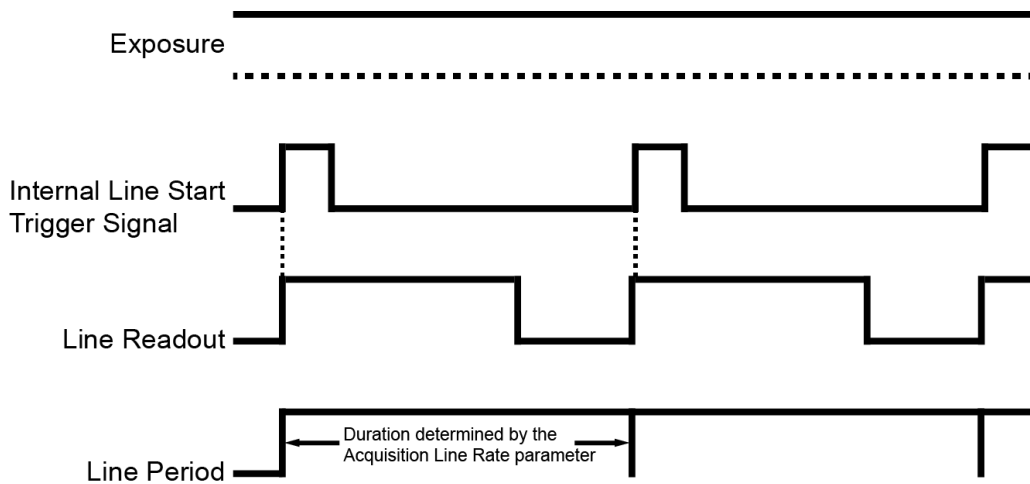 Exposure
Internal Line Start
Trigger Signal
Line Readout
Duration determined by the
Acquisition Line Rate parameter
Line Period